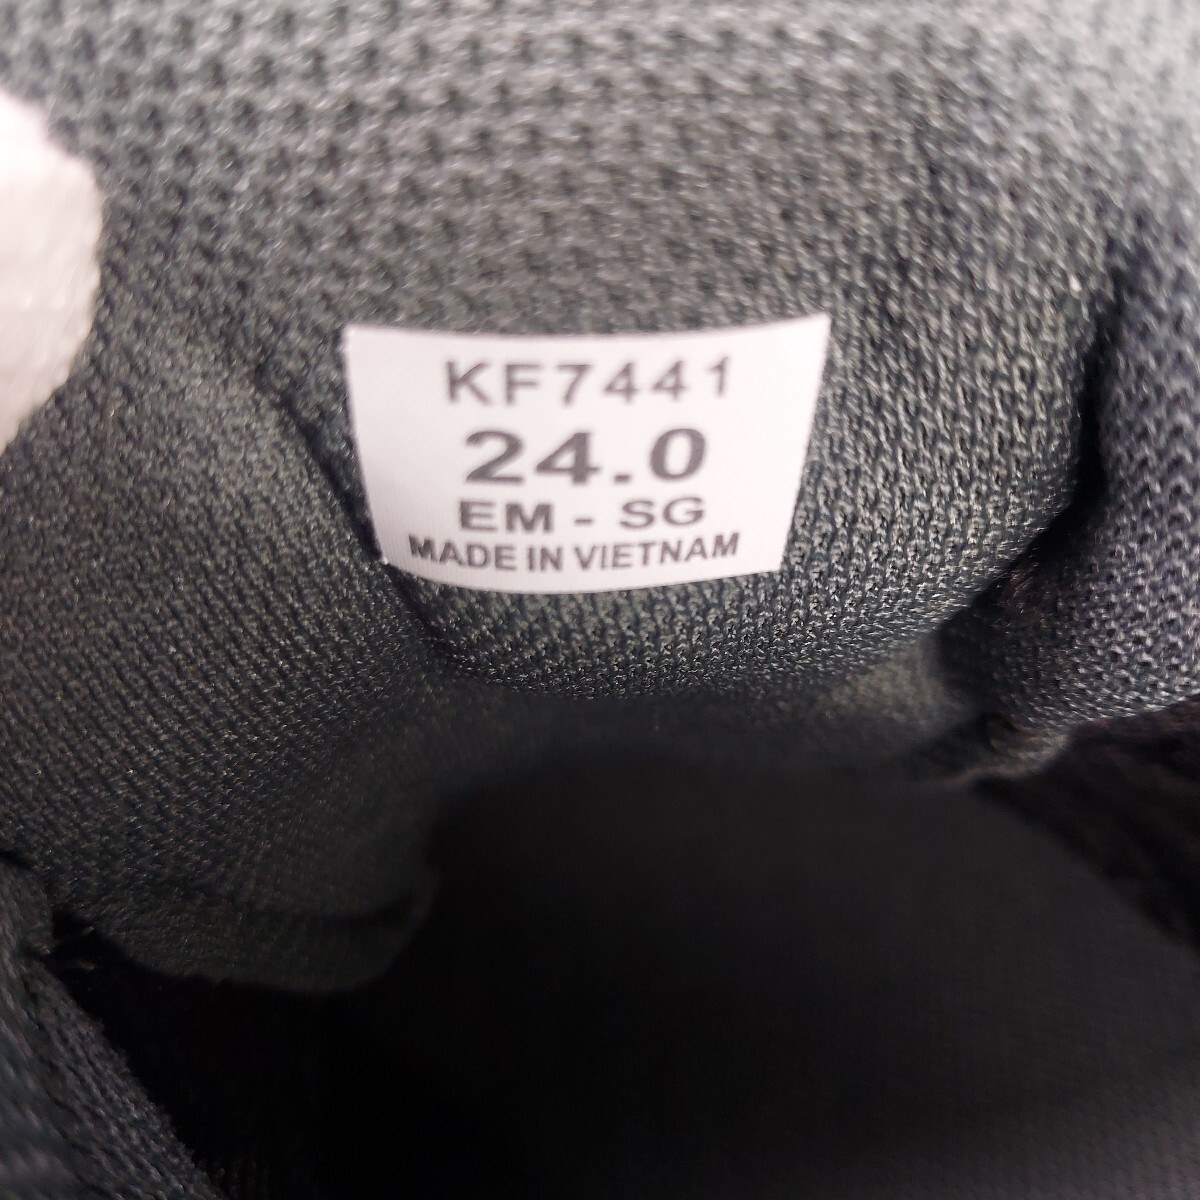 KF7441
24.0
EM - SG
MADE IN VIETNAM